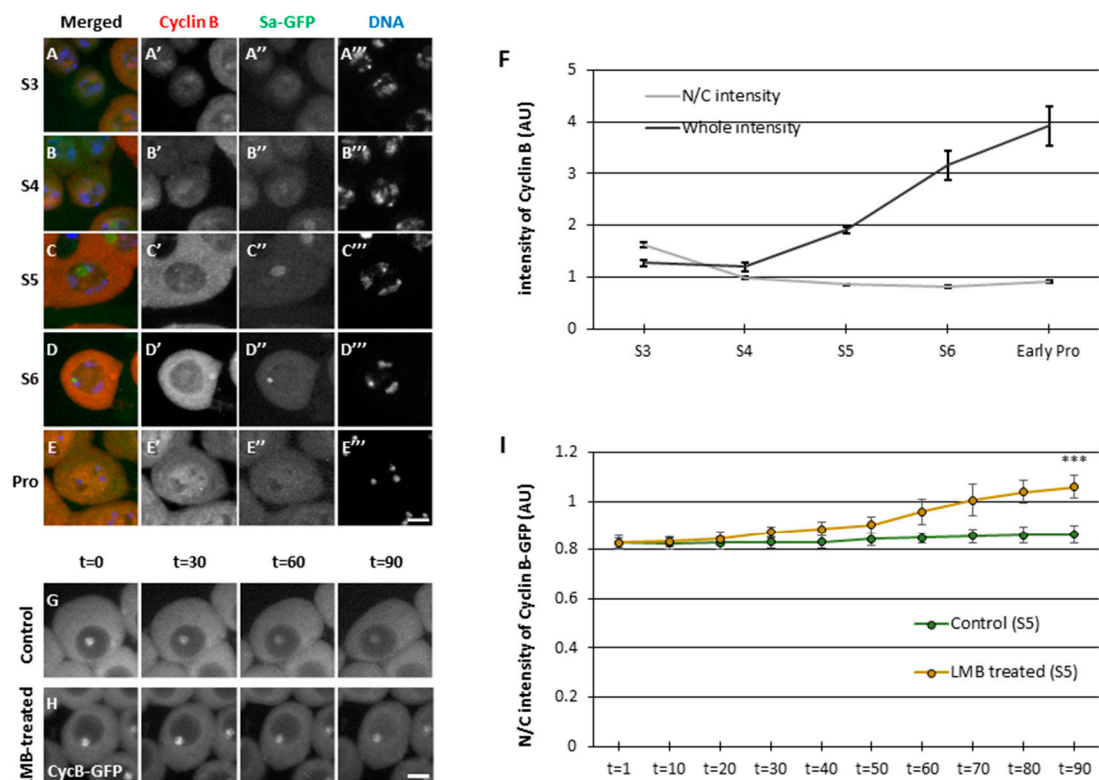 Merged Cyclin B Sa-GFP DNA
S3 A A' A'' A'''
S4 B B' B'' B'''
S5 C C' C'' C'''
S6 D D' D'' D'''
Pro E E' E'' E'''
F
intensity of Cyclin B (AU)
5
4
3
2
1
0
N/C intensity
Whole intensity
S3 S4 S5 S6 Early Pro
t=0 t=30 t=60 t=90
Control G
LMB-treated H
CycB-GFP
I
N/C intensity of Cyclin B-GFP (AU)
1.2
1
0.8
0.6
0.4
0.2
0
***
Control (S5)
LMB treated (S5)
t=1 t=10 t=20 t=30 t=40 t=50 t=60 t=70 t=80 t=90